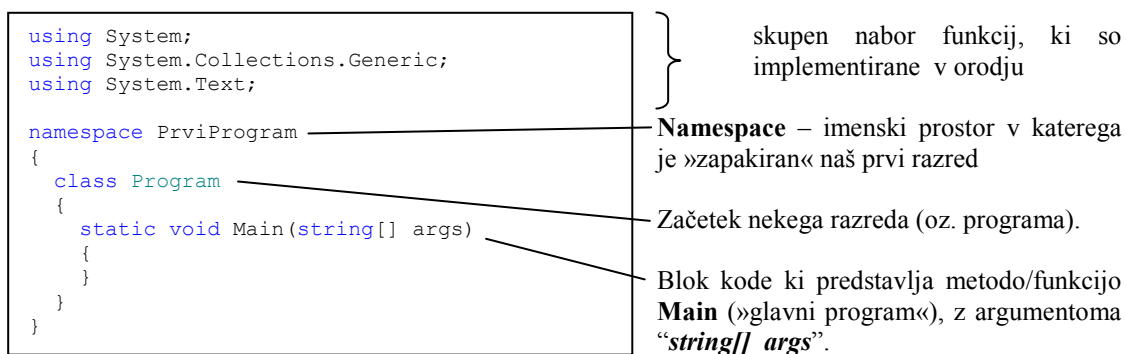 using System;
using System.Collections.Generic;
using System.Text;
namespace PrviProgram
{
class Program
{
static void Main(string[] args)
{
}
}
}
skupen nabor funkcij, ki so
implementirane v orodju
Namespace – imenski prostor v katerega
je »zapakiran« naš prvi razred
Začetek nekega razreda (oz. programa).
Blok kode ki predstavlja metodo/funkcijo
Main (»glavni program«), z argumentoma
“string[] args”.